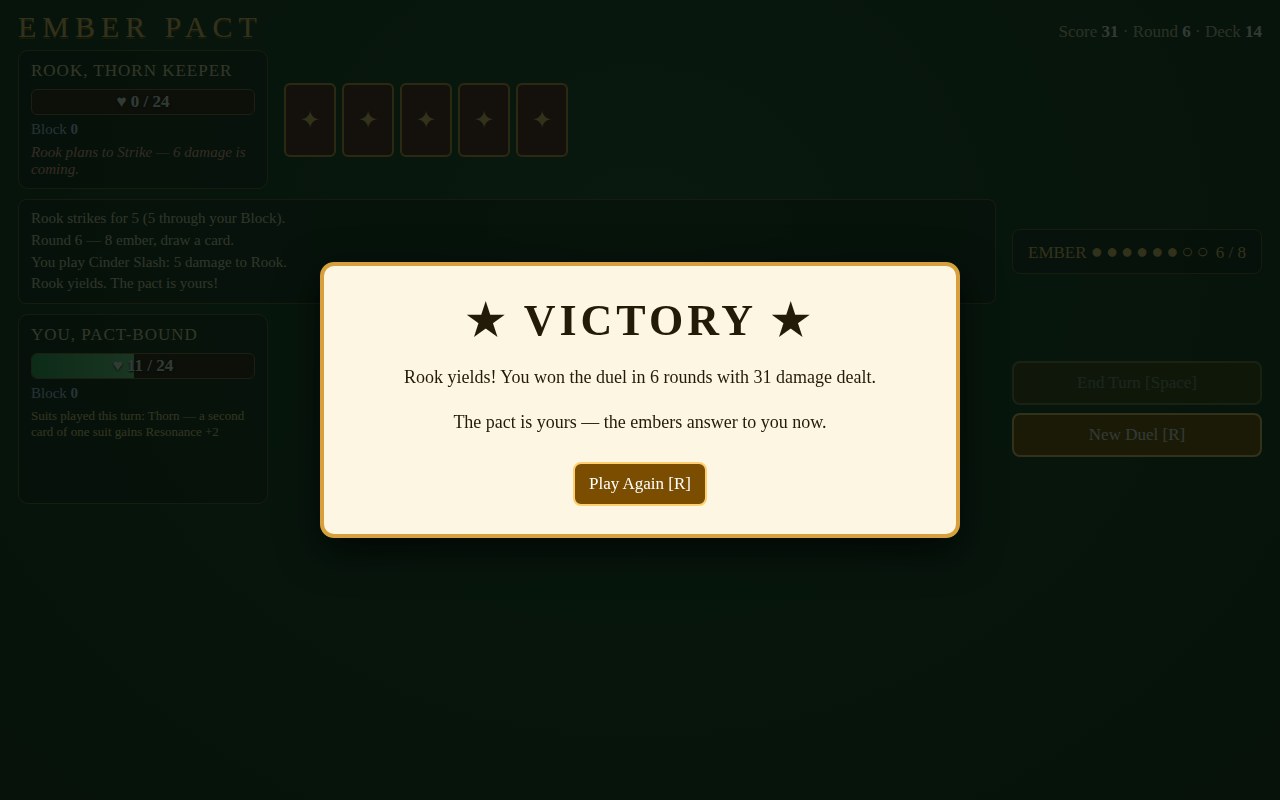 EMBER PACT
Score 31 · Round 6 · Deck 14
ROOK, THORN KEEPER
♥ 0 / 24
Block 0
Rook plans to Strike — 6 damage is
coming.
Rook strikes for 5 (5 through your Block).
Round 6 — 8 ember, draw a card.
You play Cinder Slash: 5 damage to Rook.
Rook yields. The pact is yours!
EMBER ●●●●●●○○ 6 / 8
YOU, PACT-BOUND
♥ 11 / 24
Block 0
Suits played this turn: Thorn — a second
card of one suit gains Resonance +2
End Turn [Space]
New Duel [R]
★ VICTORY ★
Rook yields! You won the duel in 6 rounds with 31 damage dealt.
The pact is yours — the embers answer to you now.
Play Again [R]